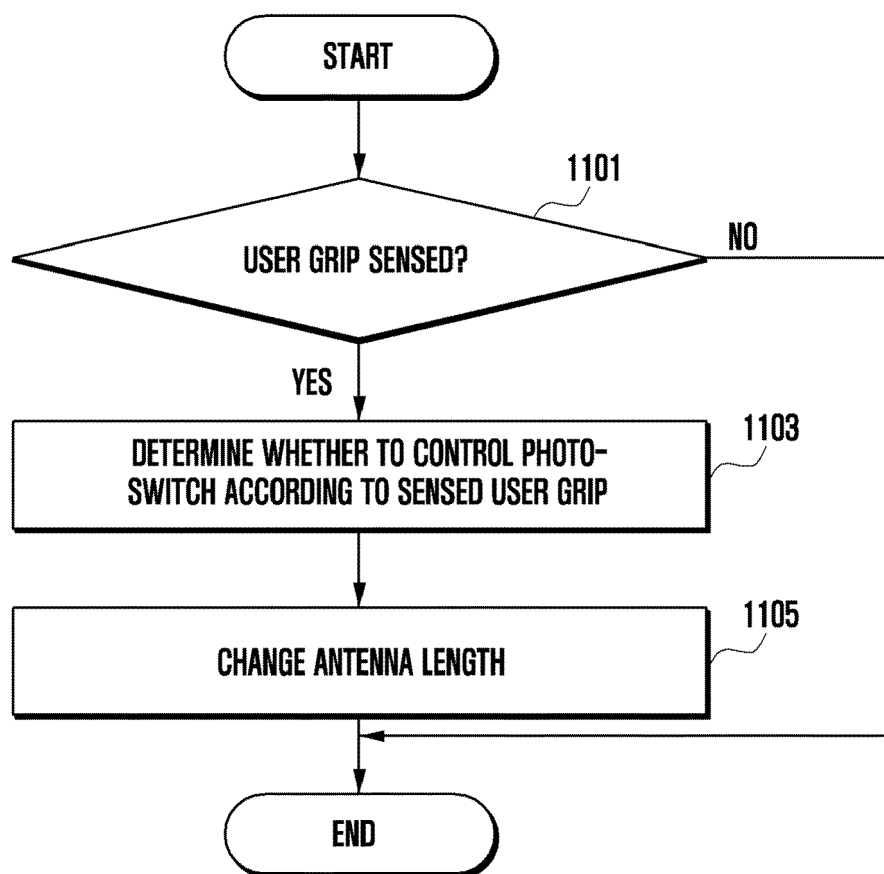 START
1101
USER GRIP SENSED?
NO
YES
1103
DETERMINE WHETHER TO CONTROL PHOTO-
SWITCH ACCORDING TO SENSED USER GRIP
1105
CHANGE ANTENNA LENGTH
END